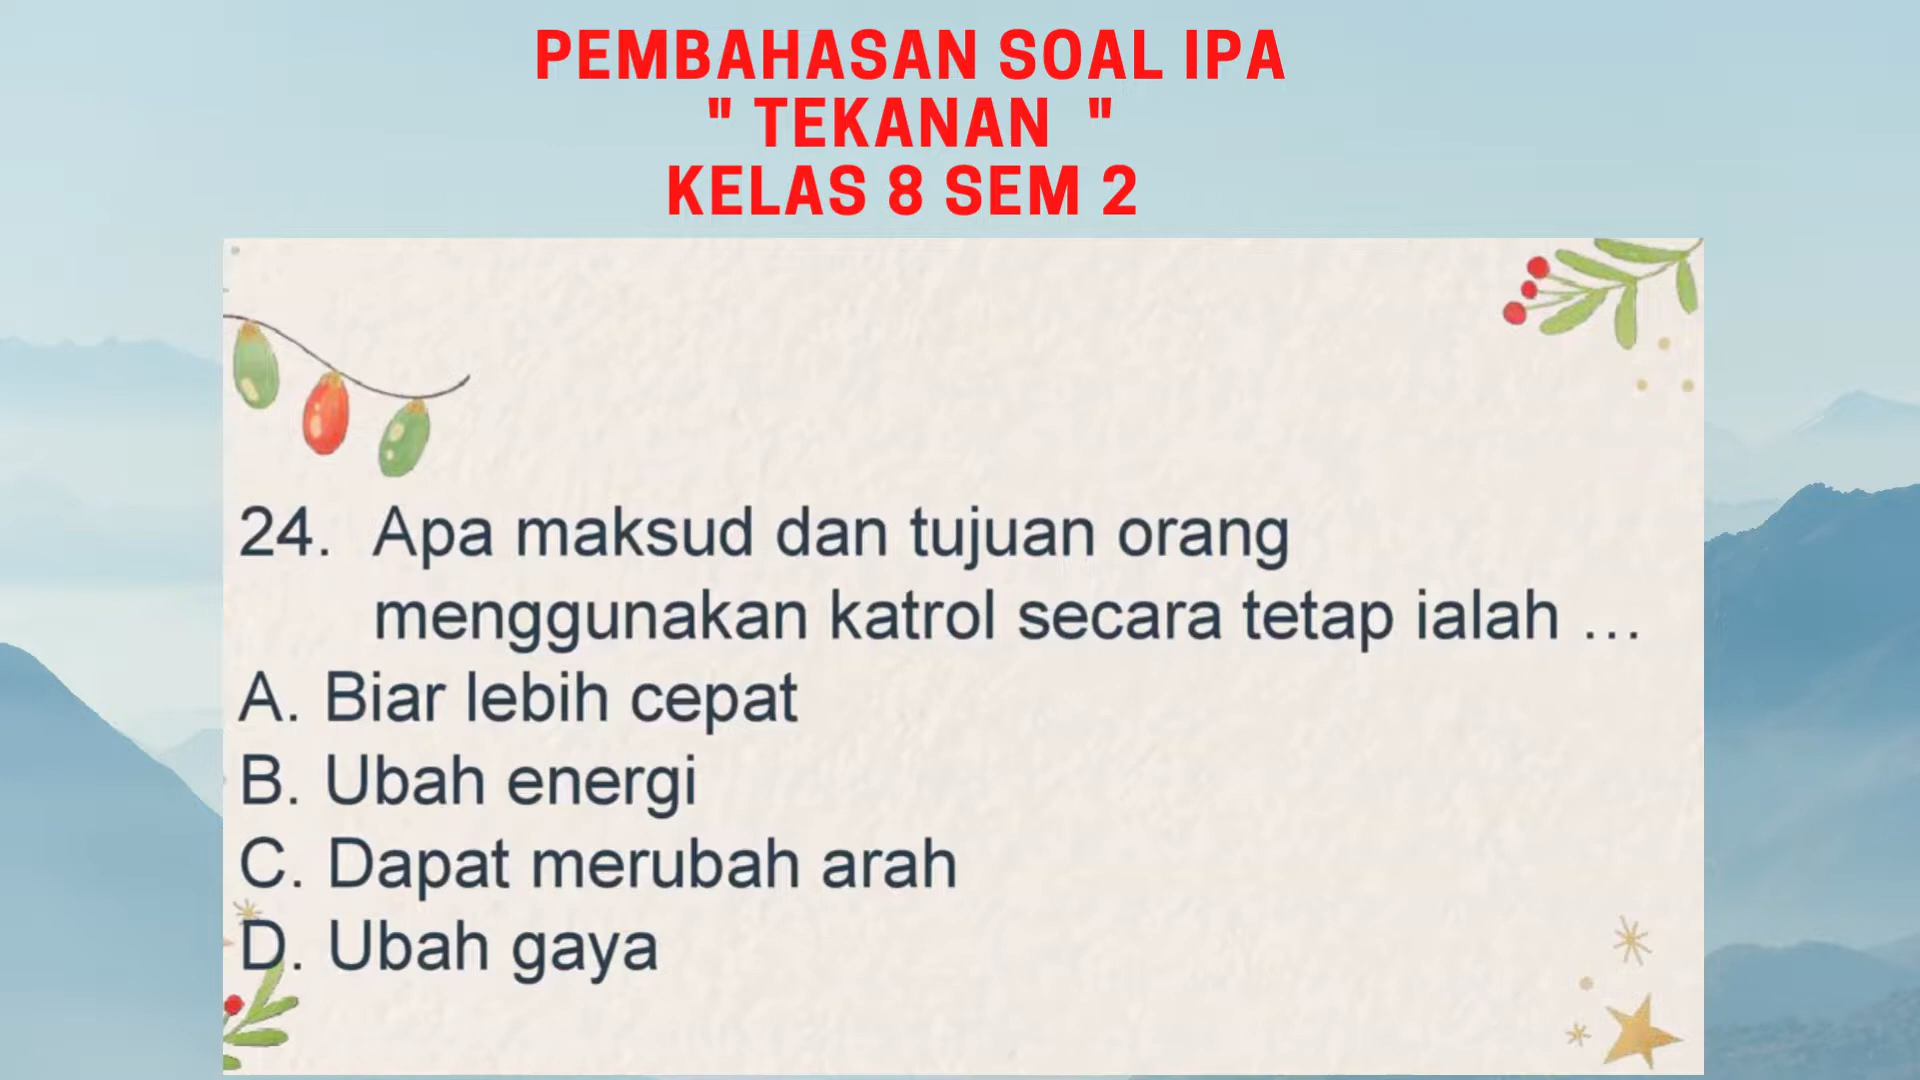 PEMBAHASAN SOAL IPA
" TEKANAN "
KELAS 8 SEM 2
24. Apa maksud dan tujuan orang
menggunakan katrol secara tetap ialah ...
A. Biar lebih cepat
B. Ubah energi
C. Dapat merubah arah
D. Ubah gaya